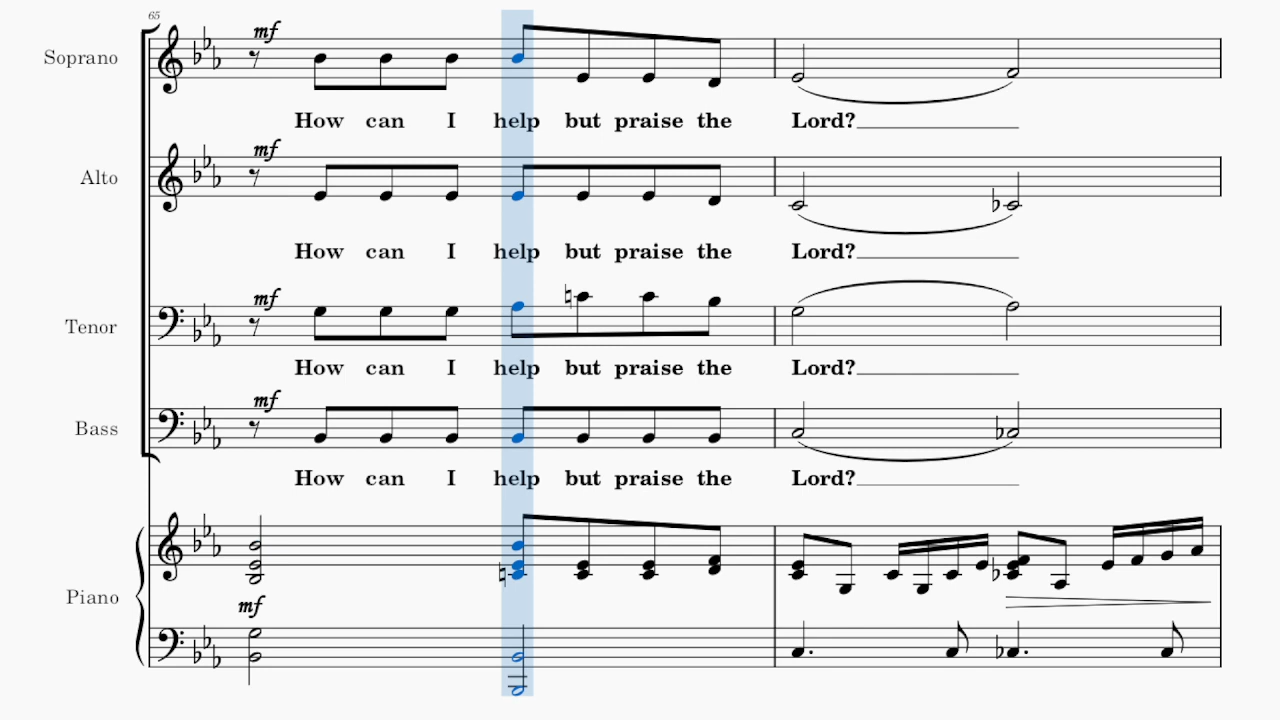 65
mf
Soprano
How can I help but praise the Lord?
mf
Alto
How can I help but praise the Lord?
mf
Tenor
How can I help but praise the Lord?
mf
Bass
How can I help but praise the Lord?
Piano
mf